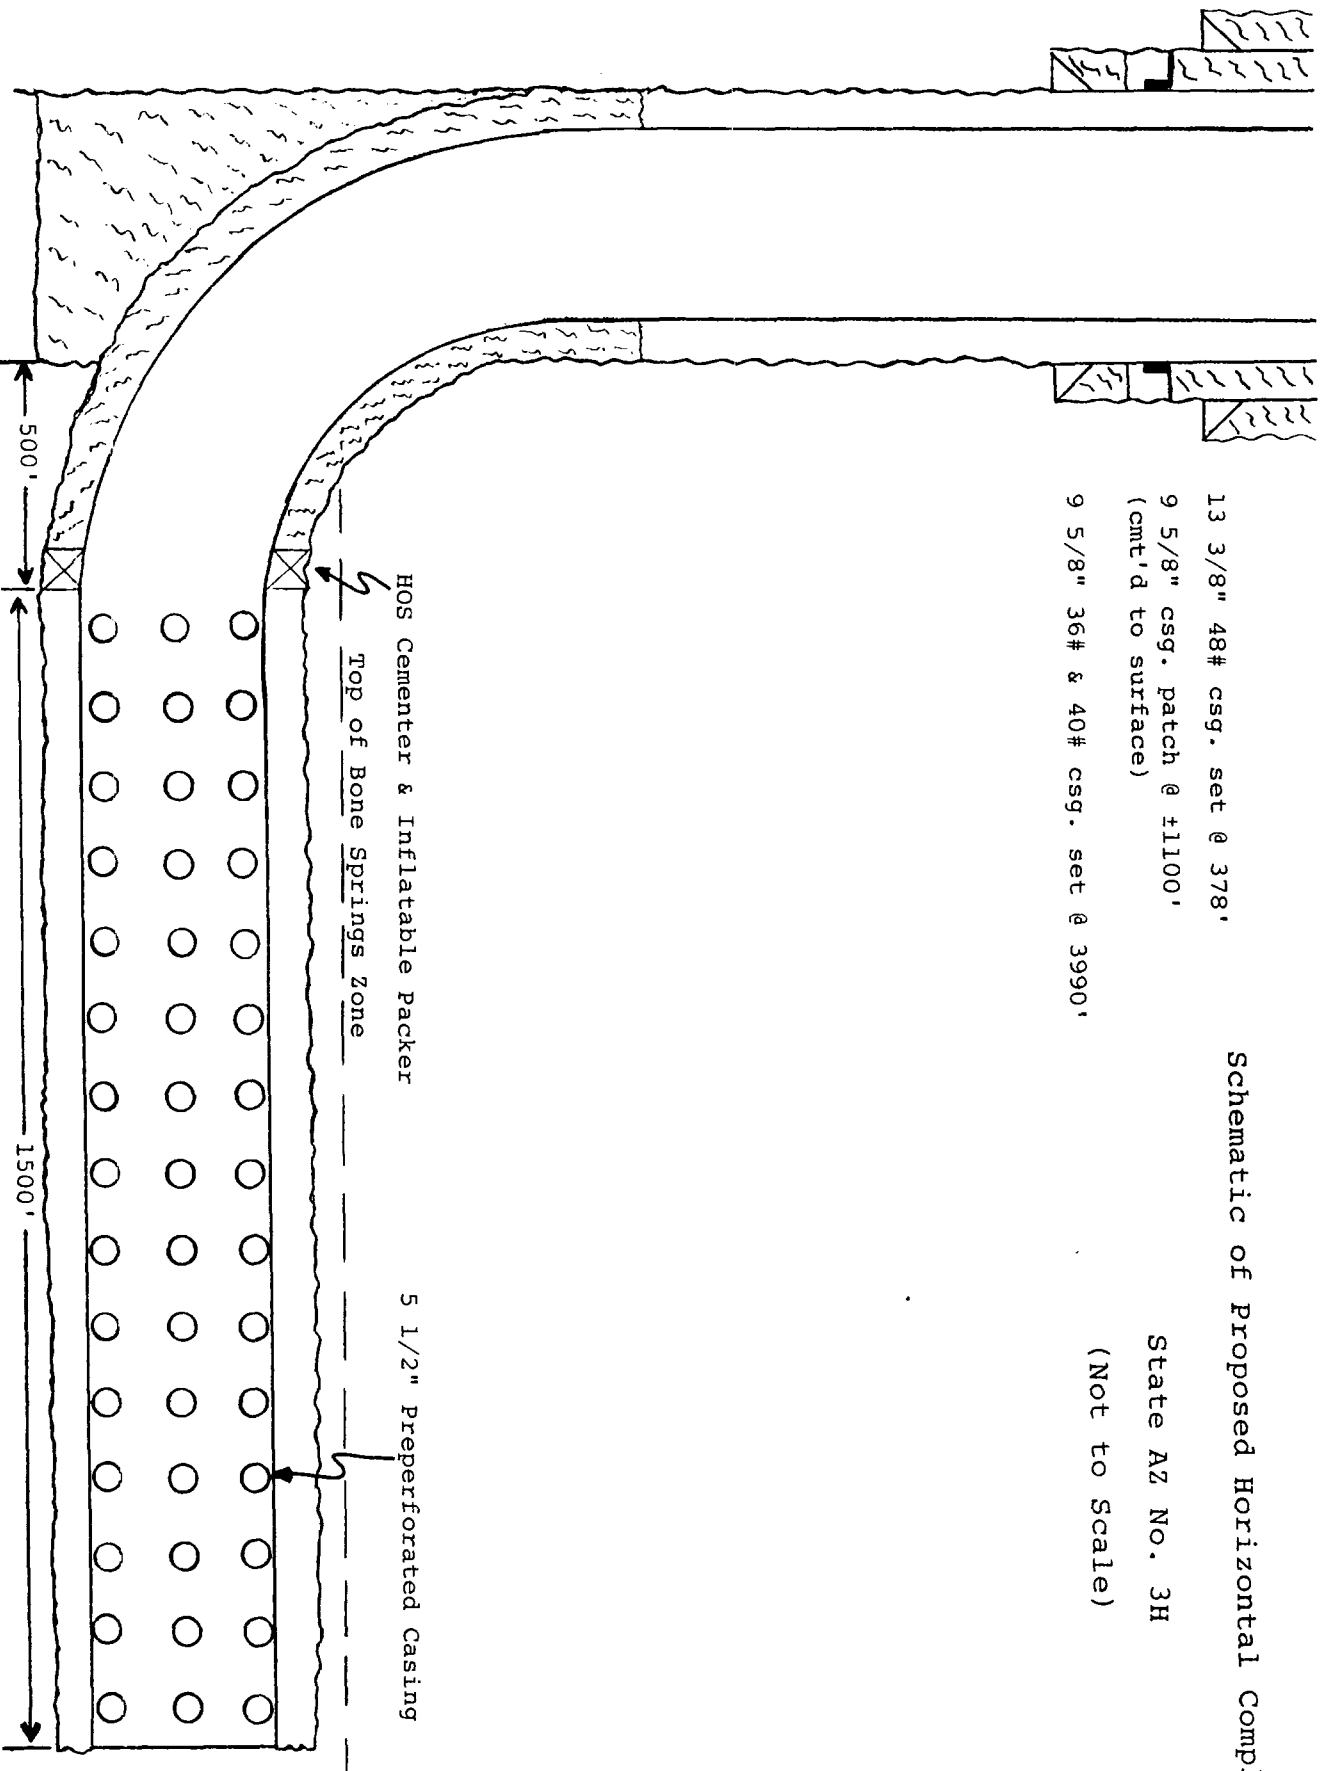 Schematic of Proposed Horizontal Comp
State AZ No. 3H
(Not to Scale)
13 3/8" 48# csg. set @ 378'
9 5/8" csg. patch @ ±1100'
(cmt'd to surface)
9 5/8" 36# & 40# csg. set @ 3990'
HOS Cementer & Inflatable Packer
5 1/2" Preperforated Casing
Top of Bone Springs Zone
500'
1500'